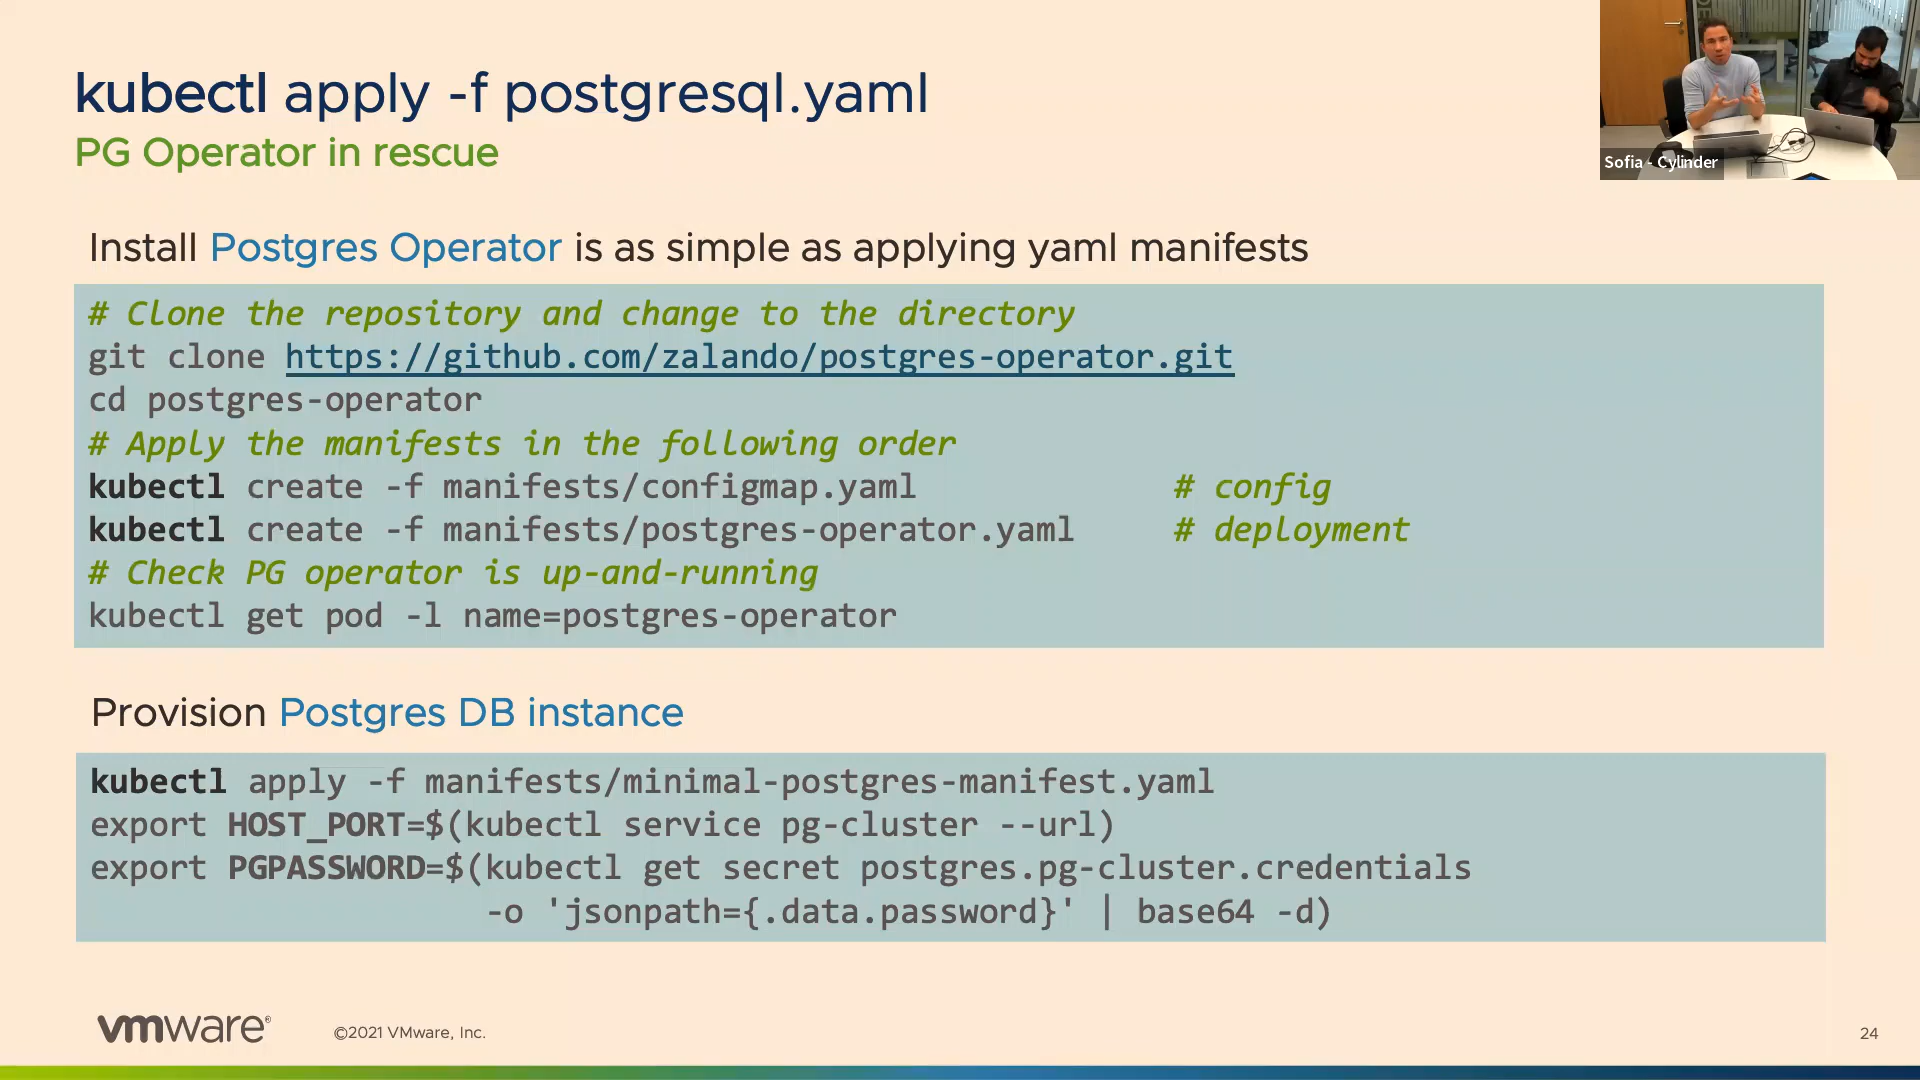 kubectl apply -f postgresql.yaml
PG Operator in rescue
Sofia - Cylinder
Install Postgres Operator is as simple as applying yaml manifests
# Clone the repository and change to the directory
git clone https://github.com/zalando/postgres-operator.git
cd postgres-operator
# Apply the manifests in the following order
kubectl create -f manifests/configmap.yaml # config
kubectl create -f manifests/postgres-operator.yaml # deployment
# Check PG operator is up-and-running
kubectl get pod -l name=postgres-operator
Provision Postgres DB instance
kubectl apply -f manifests/minimal-postgres-manifest.yaml
export HOST_PORT=$(kubectl service pg-cluster --url)
export PGPASSWORD=$(kubectl get secret postgres.pg-cluster.credentials
-o 'jsonpath={.data.password}' | base64 -d)
vmware®
©2021 VMware, Inc.
24